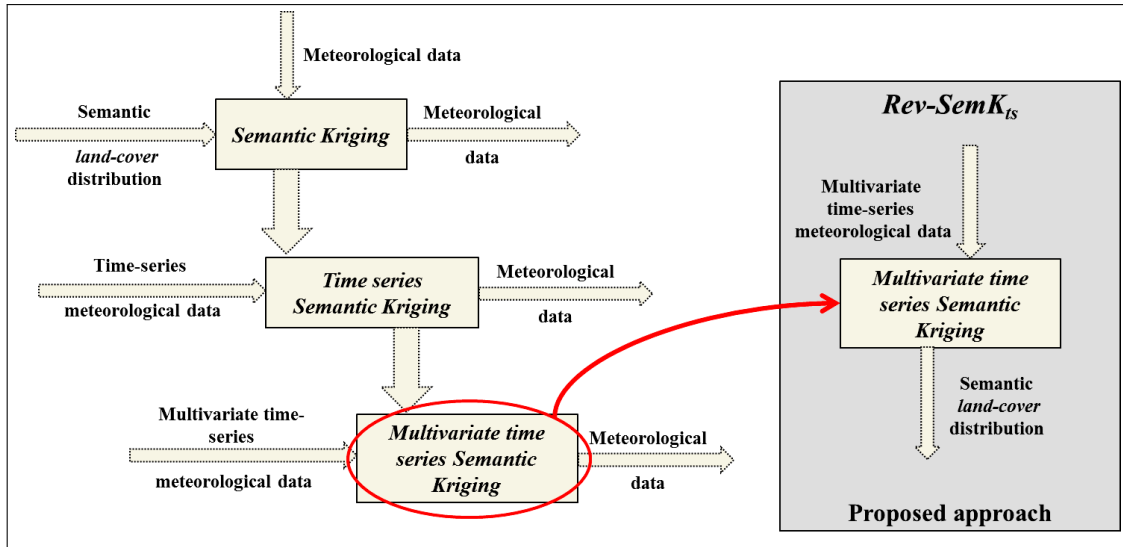 Meteorological data
Semantic
land-cover
distribution
Semantic Kriging
Meteorological
data
Time-series
meteorological data
Time series
Semantic Kriging
Meteorological
data
Multivariate time-
series
meteorological data
Multivariate time
series Semantic
Kriging
Meteorological
data
Rev-SemKts
Multivariate
time-series
meteorological data
Multivariate time
series Semantic
Kriging
Semantic
land-cover
distribution
Proposed approach